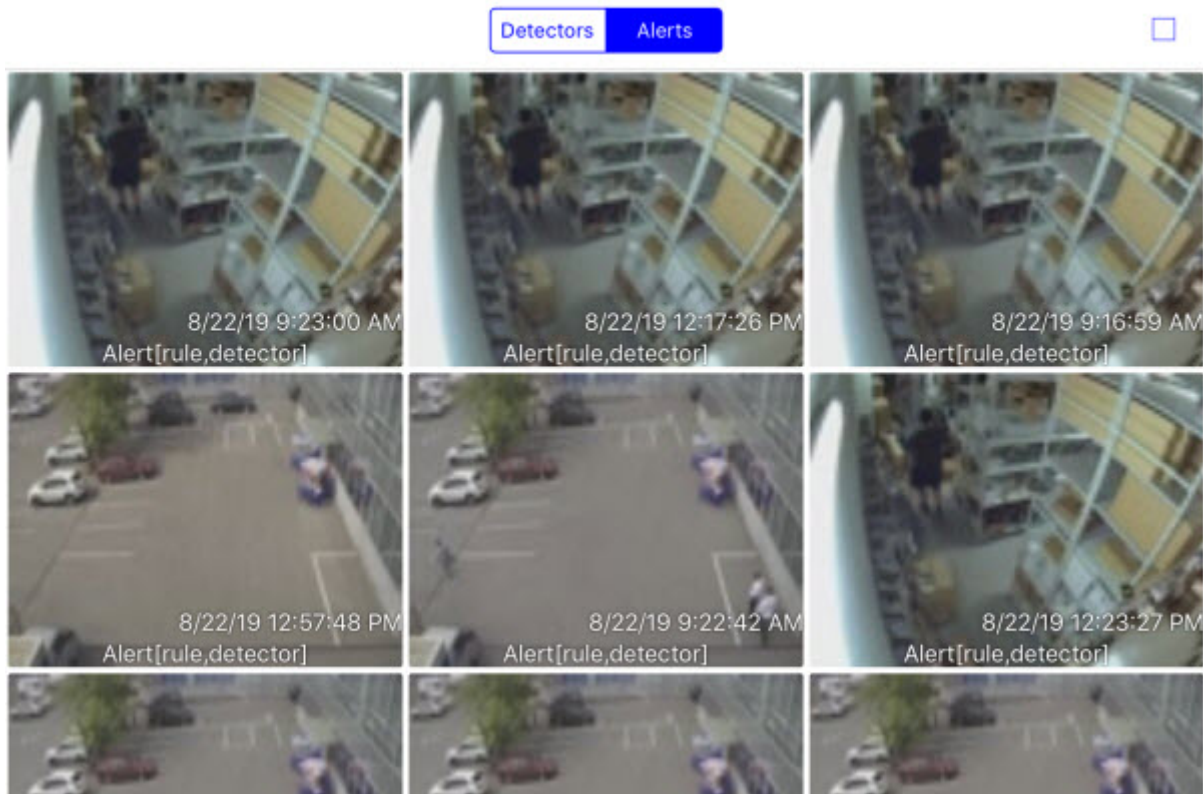 Detectors Alerts
8/22/19 9:23:00 AM
Alert[rule,detector]
8/22/19 12:17:26 PM
Alert[rule,detector]
8/22/19 9:16:59 AM
Alert[rule,detector]
8/22/19 12:57:48 PM
Alert[rule,detector]
8/22/19 9:22:42 AM
Alert[rule,detector]
8/22/19 12:23:27 PM
Alert[rule,detector]